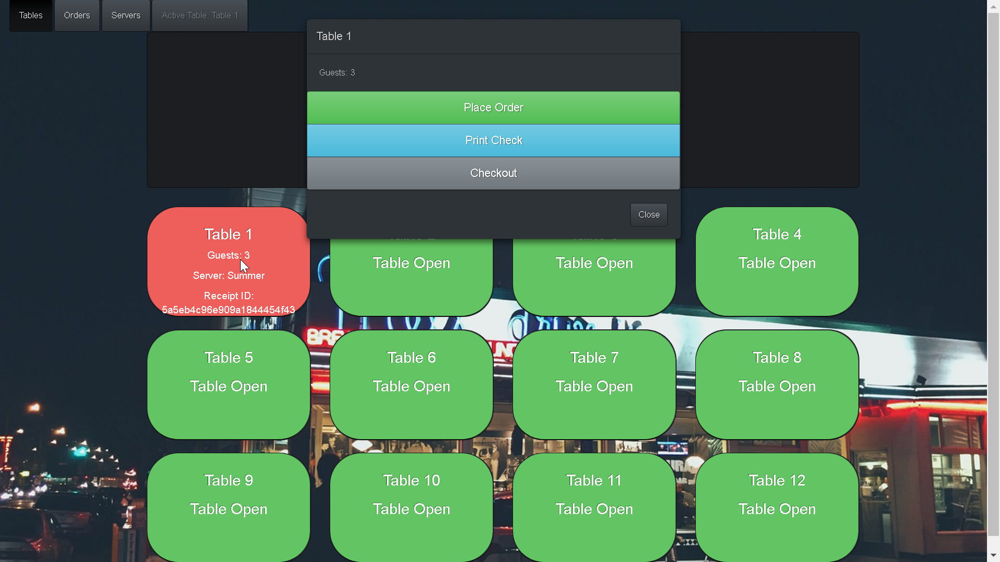 Tables
Orders
Servers
Active Table: Table 1
Table 1
Guests: 3
Place Order
Print Check
Checkout
Close
Table 1
Guests: 3
Server: Summer
Receipt ID:
5a5eb4c96e909a1844454f43
Table Open
Table Open
Table 4
Table Open
Table 5
Table Open
Table 6
Table Open
Table 7
Table Open
Table 8
Table Open
Table 9
Table Open
Table 10
Table Open
Table 11
Table Open
Table 12
Table Open